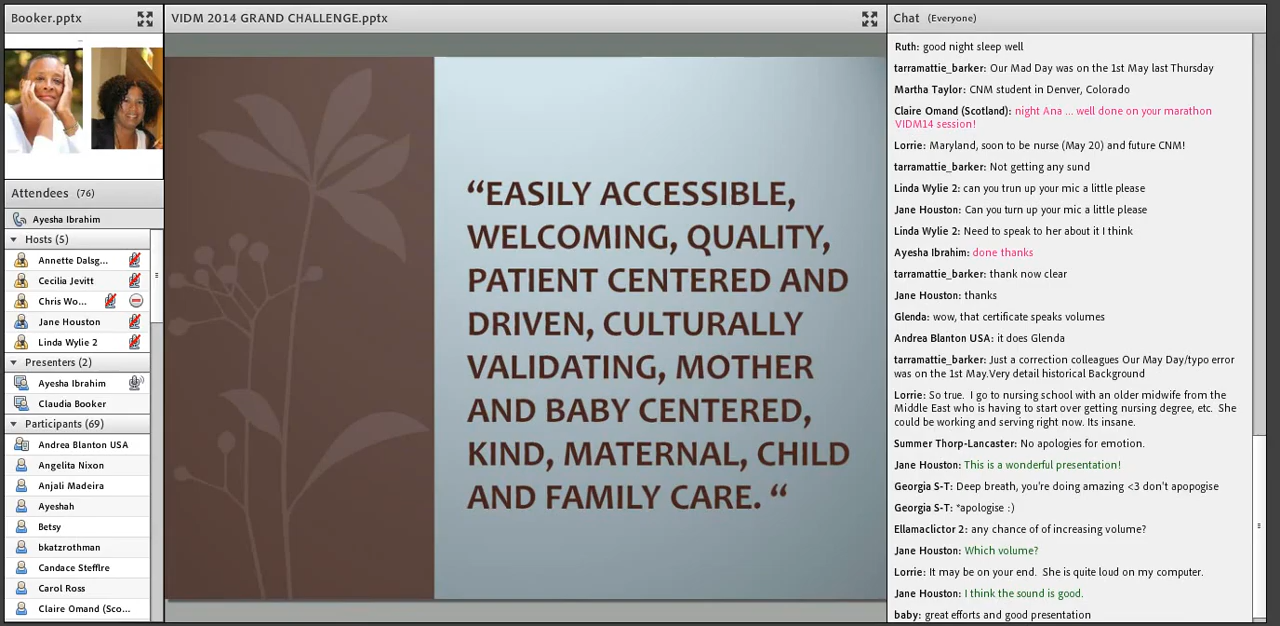 Booker.pptx
Attendees (76)
Ayesha Ibrahim
Hosts (5)
Annette Dalsg...
Cecilia Jevitt
Chris Wo...
Jane Houston
Linda Wylie 2
Presenters (2)
Ayesha Ibrahim
Claudia Booker
Participants (69)
Andrea Blanton USA
Angelita Nixon
Anjali Madeira
Ayeshah
Betsy
bkatzrothman
Candace Stefflre
Carol Ross
Claire Omand (Sco...
VIDM 2014 GRAND CHALLENGE.pptx
“EASILY ACCESSIBLE,
WELCOMING, QUALITY,
PATIENT CENTERED AND
DRIVEN, CULTURALLY
VALIDATING, MOTHER
AND BABY CENTERED,
KIND, MATERNAL, CHILD
AND FAMILY CARE. “
Chat (Everyone)
Ruth: good night sleep well
tarramattie_barker: Our Mad Day was on the 1st May last Thursday
Martha Taylor: CNM student in Denver, Colorado
Claire Omand (Scotland): night Ana ... well done on your marathon
VIDM14 session!
Lorrie: Maryland, soon to be nurse (May 20) and future CNM!
tarramattie_barker: Not getting any sund
Linda Wylie 2: can you trun up your mic a little please
Jane Houston: Can you turn up your mic a little please
Linda Wylie 2: Need to speak to her about it I think
Ayesha Ibrahim: done thanks
tarramattie_barker: thank now clear
Jane Houston: thanks
Glenda: wow, that certificate speaks volumes
Andrea Blanton USA: it does Glenda
tarramattie_barker: Just a correction colleagues Our May Day/typo error
was on the 1st May.Very detail historical Background
Lorrie: So true. I go to nursing school with an older midwife from the
Middle East who is having to start over getting nursing degree, etc. She
could be working and serving right now. Its insane.
Summer Thorp-Lancaster: No apologies for emotion.
Jane Houston: This is a wonderful presentation!
Georgia S-T: Deep breath, you're doing amazing <3 don't apopogise
Georgia S-T: *apologise :)
Ellamaclictor 2: any chance of of increasing volume?
Jane Houston: Which volume?
Lorrie: It may be on your end. She is quite loud on my computer.
Jane Houston: I think the sound is good.
baby: great efforts and good presentation